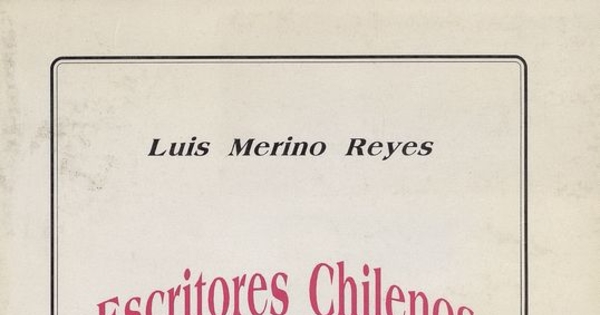 Luis Merino Reyes
Escritores Chilenos